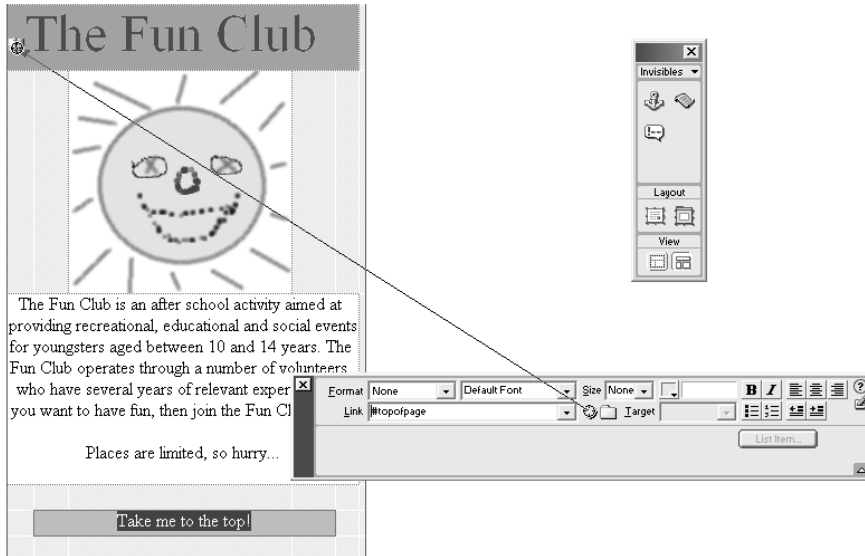 The Fun Club
Invisibles
Layout
View
The Fun Club is an after school activity aimed at
providing recreational, educational and social events
for youngsters aged between 10 and 14 years. The
Fun Club operates through a number of volunteers
who have several years of relevant exper
you want to have fun, then join the Fun Cl
Places are limited, so hurry...
Format None Default Font Size None B I
Link #topofpage Target
List Item...
Take me to the top!